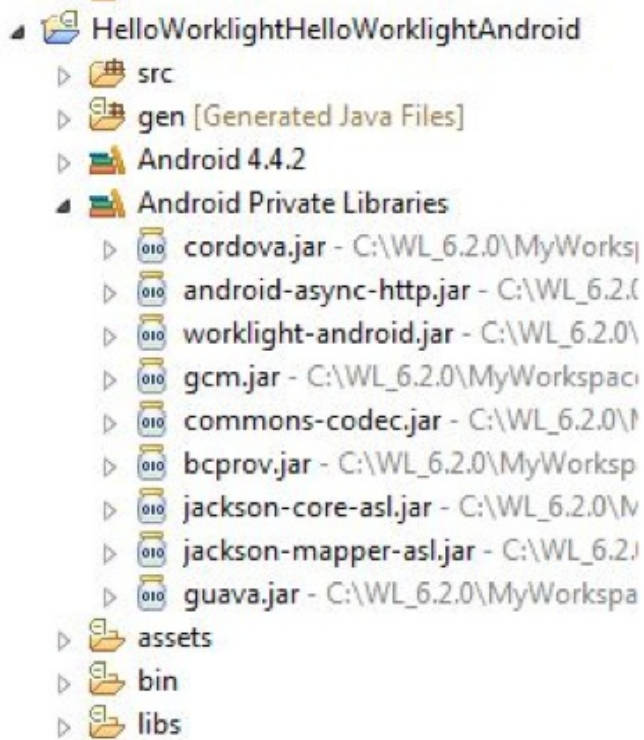 HelloWorklightHelloWorklightAndroid
src
gen [Generated Java Files]
Android 4.4.2
Android Private Libraries
cordova.jar - C:\WL_6.2.0\MyWorksp
android-async-http.jar - C:\WL_6.2.0
worklight-android.jar - C:\WL_6.2.0\
gcm.jar - C:\WL_6.2.0\MyWorkspac
commons-codec.jar - C:\WL_6.2.0\M
bcprov.jar - C:\WL_6.2.0\MyWorksp
jackson-core-asl.jar - C:\WL_6.2.0\M
jackson-mapper-asl.jar - C:\WL_6.2.
guava.jar - C:\WL_6.2.0\MyWorkspa
assets
bin
libs